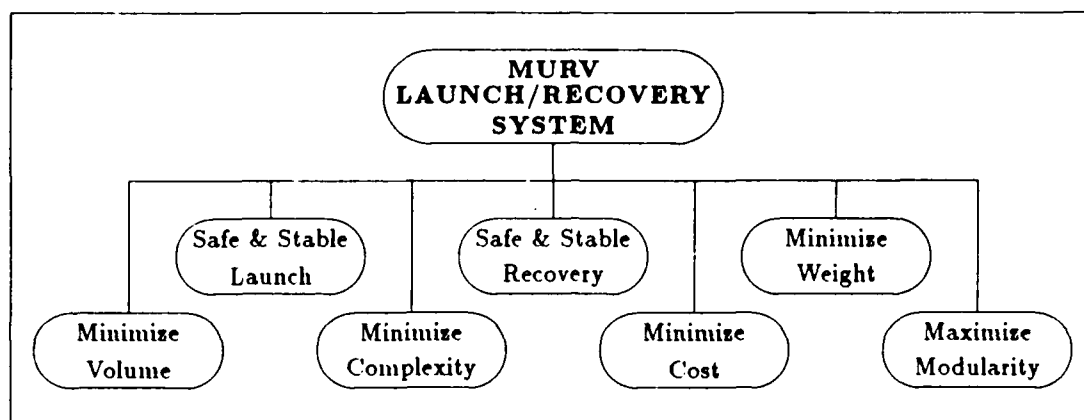 MURV
LAUNCH/RECOVERY
SYSTEM
Safe & Stable
Launch
Safe & Stable
Recovery
Minimize
Weight
Minimize
Volume
Minimize
Complexity
Minimize
Cost
Maximize
Modularity